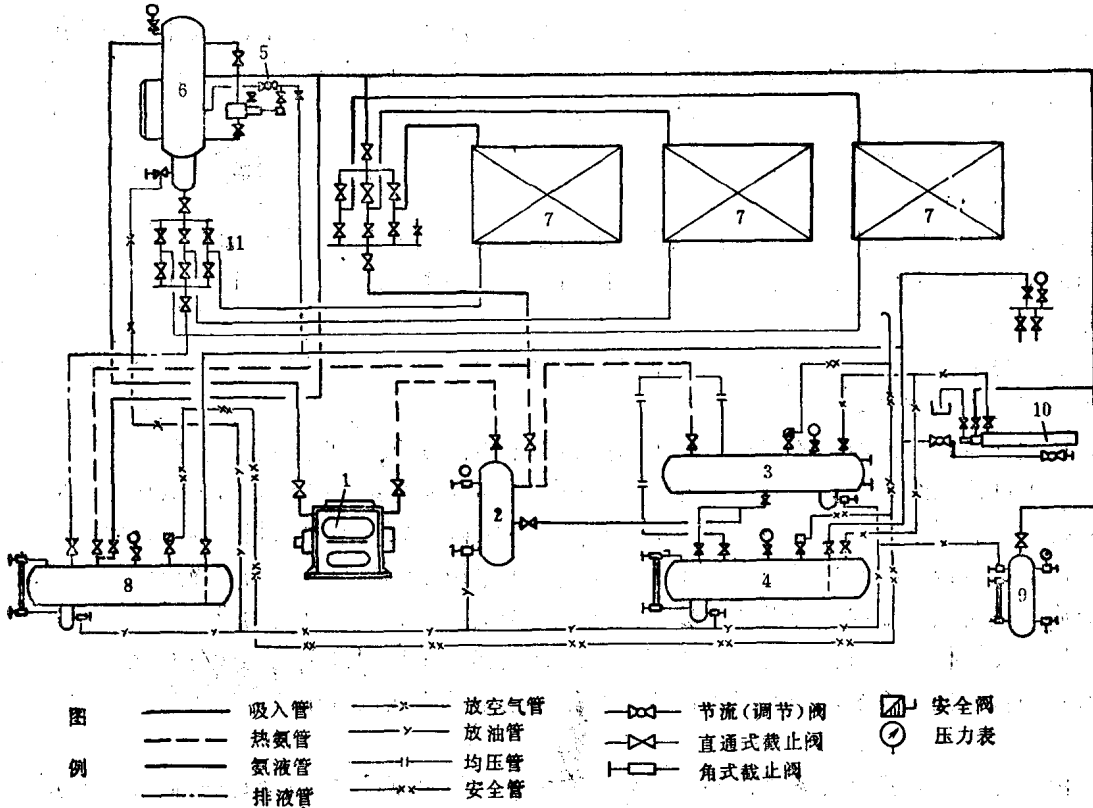 5
6
7
7
7
11
1
2
3
10
4
8
9
图例
吸入管
热氨管
氨液管
排液管
放空气管
放油管
均压管
安全管
节流(调节)阀
直通式截止阀
角式截止阀
安全阀
压力表